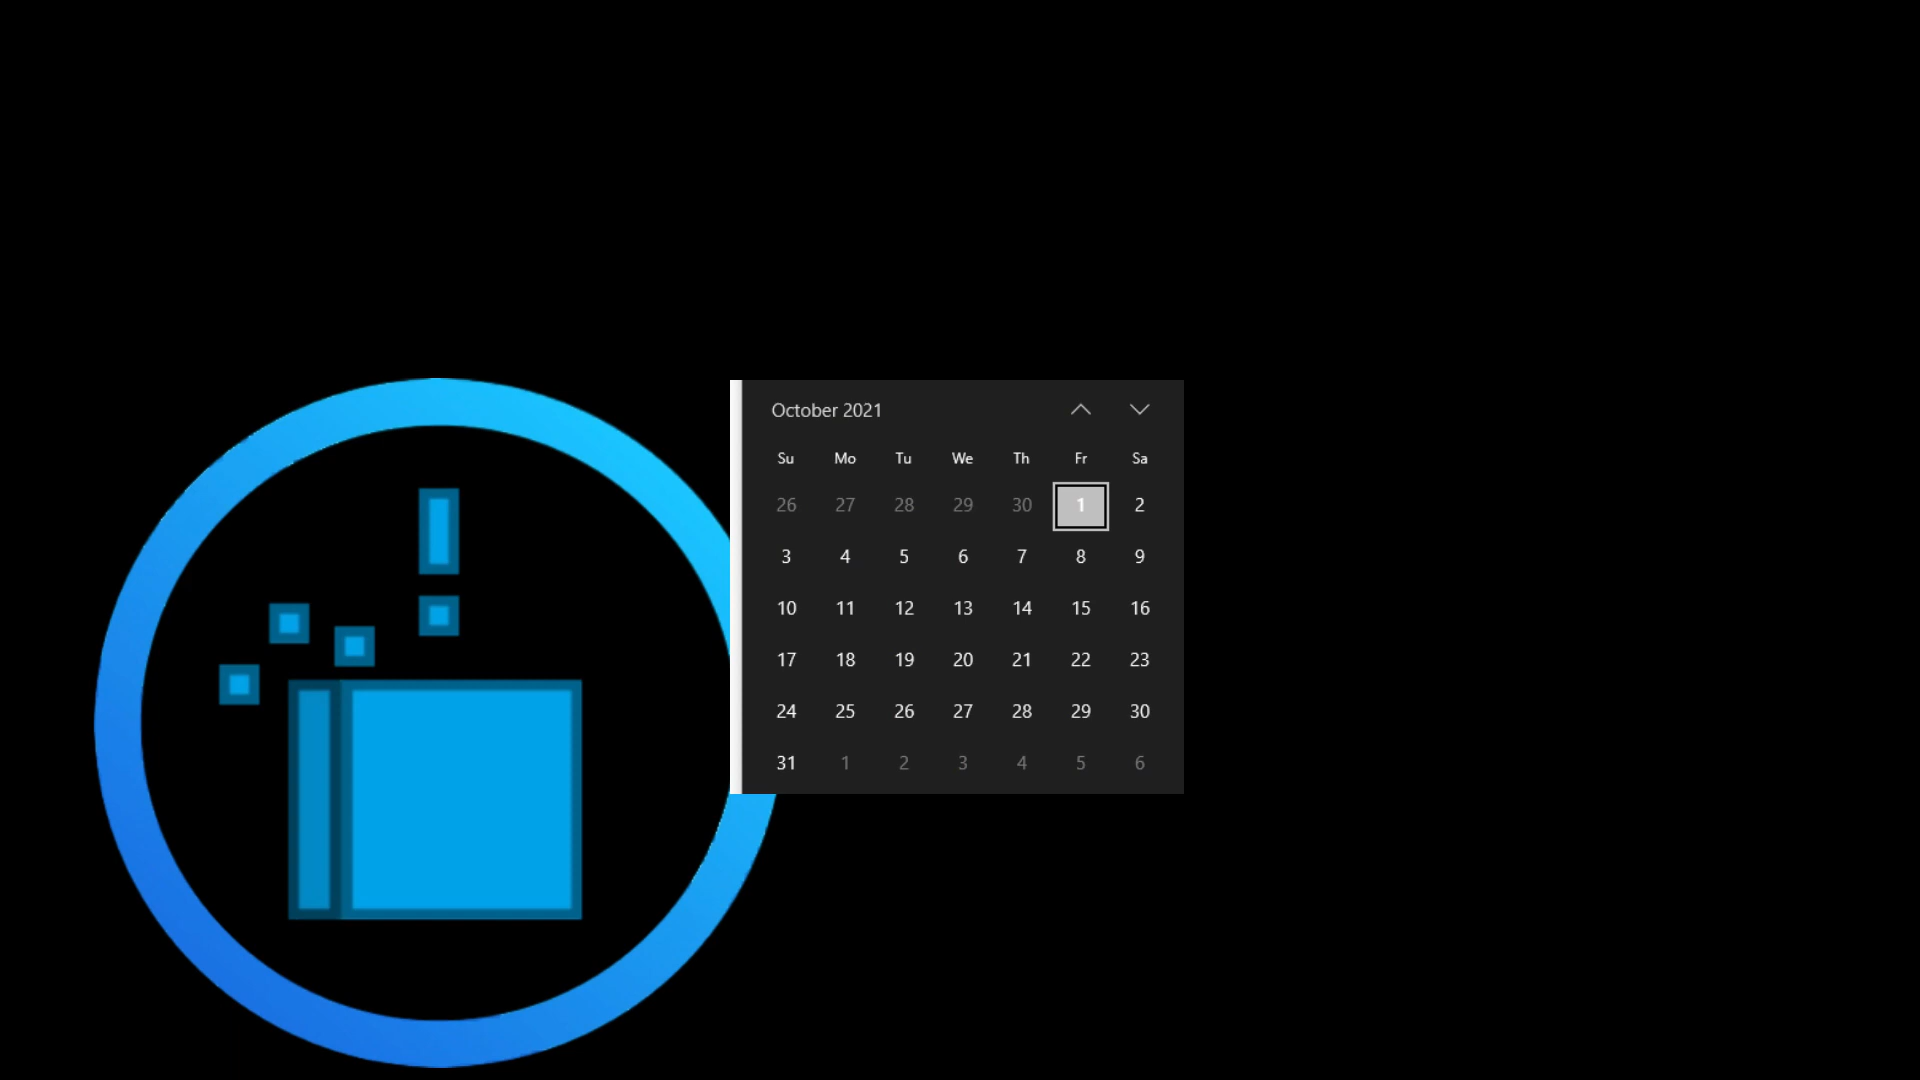 October 2021
Su Mo Tu We Th Fr Sa
26 27 28 29 30 1 2
3 4 5 6 7 8 9
10 11 12 13 14 15 16
17 18 19 20 21 22 23
24 25 26 27 28 29 30
31 1 2 3 4 5 6